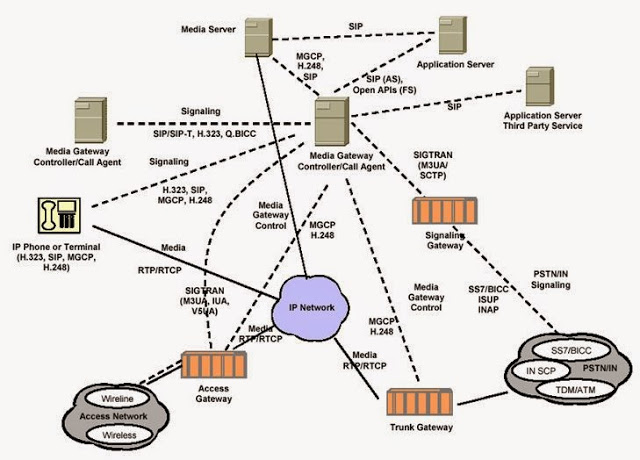 Media Server
SIP
Application Server
MGCP,
H.248,
SIP
SIP (AS),
Open APIs (FS)
SIP
Application Server
Third Party Service
Signaling
SIP/SIP-T, H.323, Q.BICC
Media Gateway
Controller/Call Agent
Media Gateway
Controller/Call Agent
SIGTRAN
(M3UA/
SCTP)
Signaling
H.323, SIP,
MGCP, H.248
Media
Gateway
Control
MGCP
H.248
Signaling
Gateway
IP Phone or Terminal
(H.323, SIP, MGCP,
H.248)
Media
RTP/RTCP
SIGTRAN
(M3UA, IUA,
V5UA)
IP Network
Media
Gateway
Control
SS7/BICC
ISUP
INAP
PSTN/IN
Signaling
MGCP
H.248
Media
RTP/RTCP
Media
RTP/RTCP
Access
Gateway
Trunk Gateway
SS7/BICC
IN SCP
PSTN/IN
TDM/ATM
Wireline
Access Network
Wireless